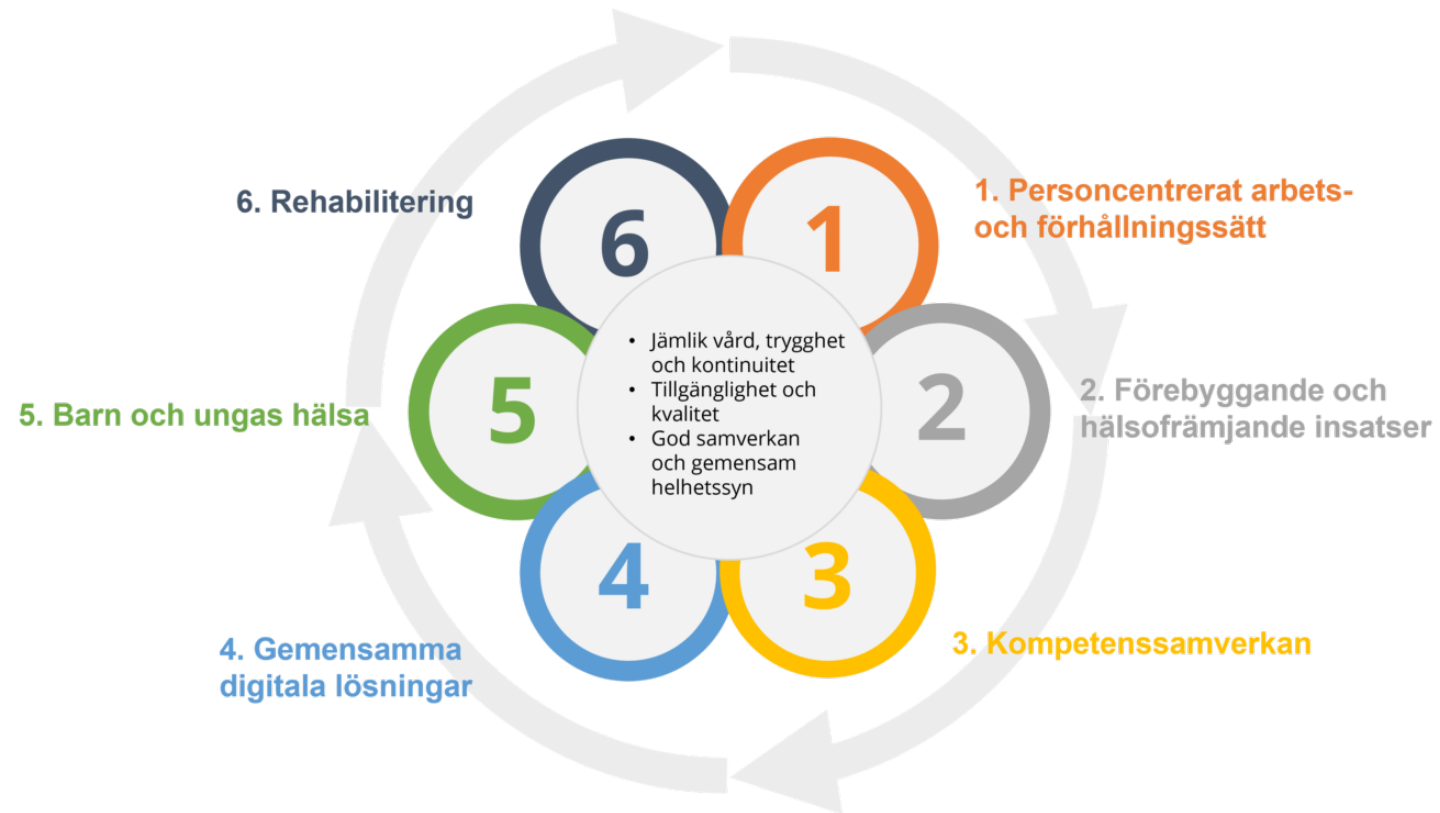 1. Personcentrerat arbets-
och förhållningssätt
2. Förebyggande och
hälsofrämjande insatser
3. Kompetenssamverkan
4. Gemensamma
digitala lösningar
5. Barn och ungas hälsa
6. Rehabilitering
6
1
5
2
4
3
• Jämlik vård, trygghet
och kontinuitet
• Tillgänglighet och
kvalitet
• God samverkan
och gemensam
helhetssyn